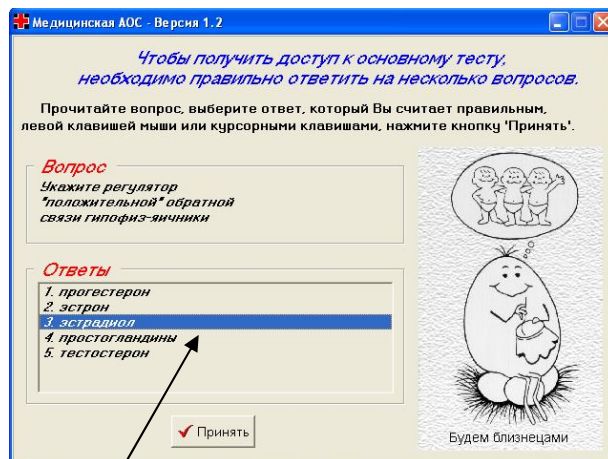 Медицинская АОС - Версия 1.2
Чтобы получить доступ к основному тесту,
необходимо правильно ответить на несколько вопросов.
Прочитайте вопрос, выберите ответ, который Вы считает правильным,
левой клавишей мыши или курсорными клавишами, нажмите кнопку 'Принять'.
Вопрос
Укажите регулятор
"положительной" обратной
связи гипофиз-яичники
Ответы
1. прогестерон
2. эстрон
3. эстрадиол
4. простогландины
5. тестостерон
Принять
Будем близнецами